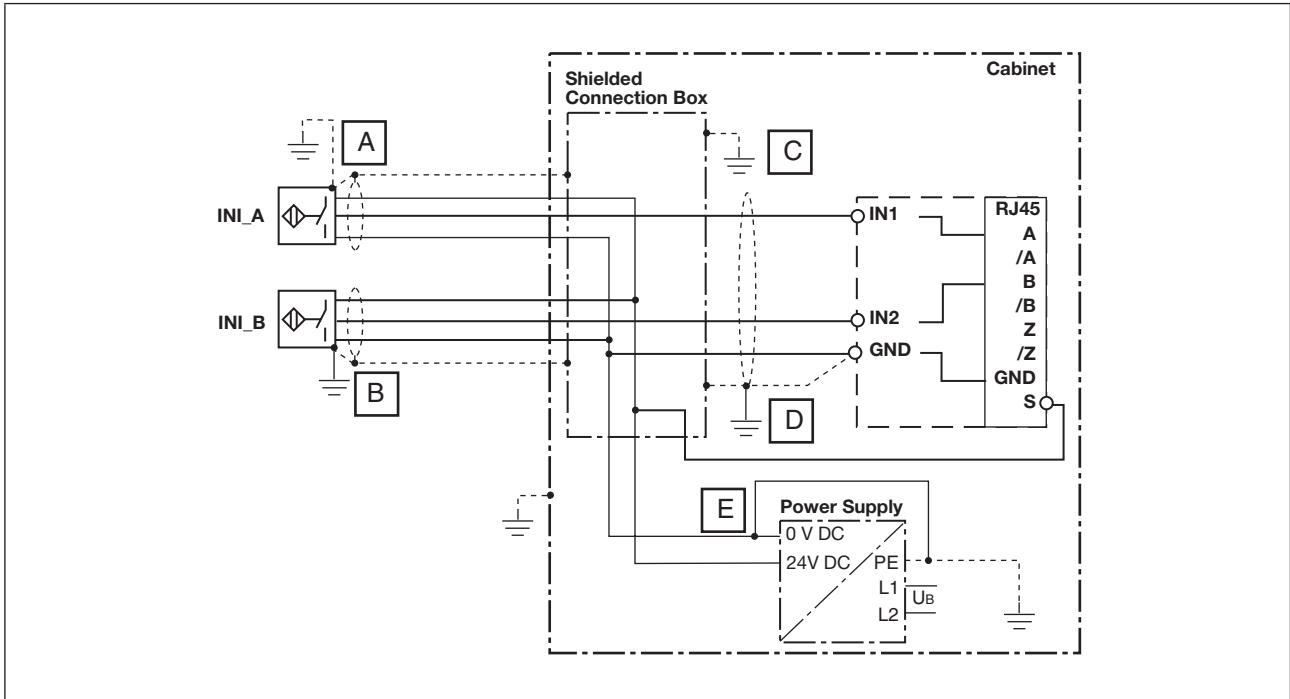 Cabinet
Shielded
Connection Box
A
C
INI_A
IN1
RJ45
A
/A
B
/B
Z
/Z
GND
S
INI_B
IN2
GND
B
D
E
Power Supply
0 V DC
24V DC
PE
L1
UB
L2